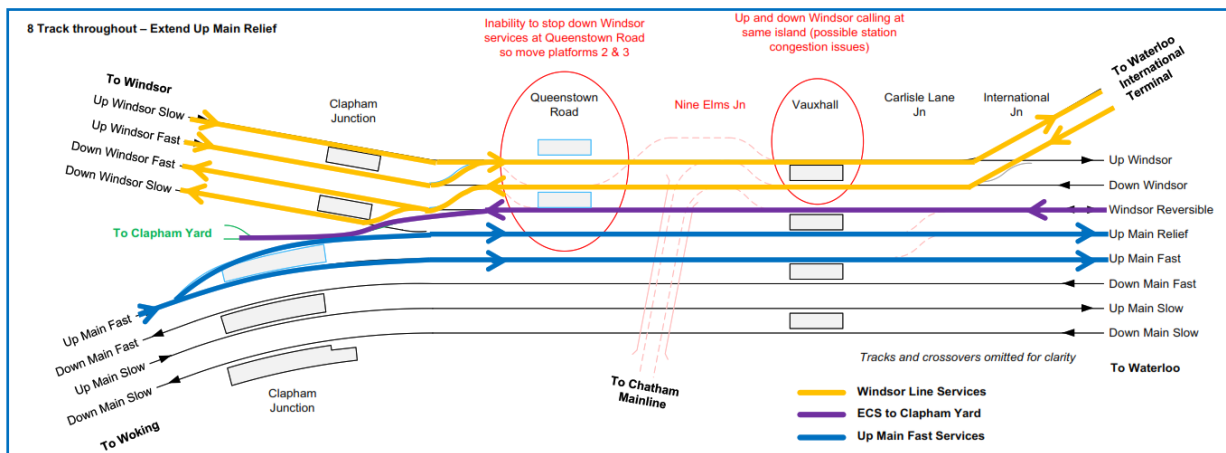 8 Track throughout – Extend Up Main Relief
Inability to stop down Windsor
services at Queenstown Road
so move platforms 2 & 3
Up and down Windsor calling at
same island (possible station
congestion issues)
To Windsor
Up Windsor Slow
Up Windsor Fast
Down Windsor Fast
Down Windsor Slow
Clapham
Junction
Queenstown
Road
Nine Elms Jn
Vauxhall
Carlisle Lane
Jn
International
Jn
To Waterloo
International
Terminal
Up Windsor
Down Windsor
Windsor Reversible
Up Main Relief
Up Main Fast
Down Main Fast
Up Main Slow
Down Main Slow
To Clapham Yard
Up Main Fast
Down Main Fast
Up Main Slow
Down Main Slow
To Woking
Clapham
Junction
To Chatham
Mainline
Tracks and crossovers omitted for clarity
To Waterloo
Windsor Line Services
ECS to Clapham Yard
Up Main Fast Services